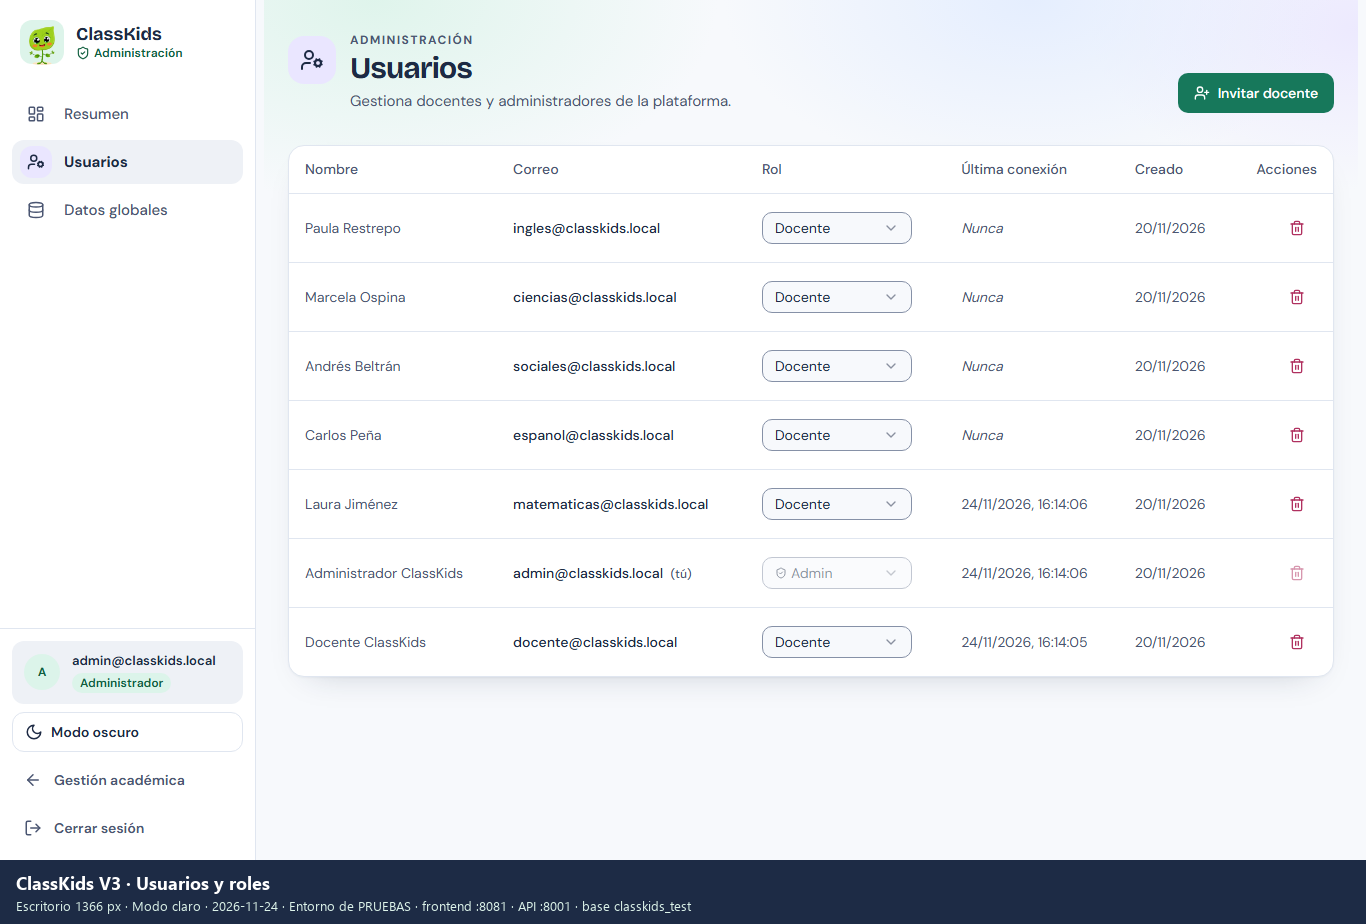 ClassKids
Administración
Resumen
Usuarios
Datos globales
admin@classkids.local
A
Administrador
Modo oscuro
Gestión académica
Cerrar sesión
ADMINISTRACIÓN
Usuarios
Gestiona docentes y administradores de la plataforma.
Invitar docente
Nombre Correo Rol Última conexión Creado Acciones
Paula Restrepo ingles@classkids.local Docente Nunca 20/11/2026
Marcela Ospina ciencias@classkids.local Docente Nunca 20/11/2026
Andrés Beltrán sociales@classkids.local Docente Nunca 20/11/2026
Carlos Peña espanol@classkids.local Docente Nunca 20/11/2026
Laura Jiménez matematicas@classkids.local Docente 24/11/2026, 16:14:06 20/11/2026
Administrador ClassKids admin@classkids.local (tú) Admin 24/11/2026, 16:14:06 20/11/2026
Docente ClassKids docente@classkids.local Docente 24/11/2026, 16:14:05 20/11/2026
ClassKids V3 · Usuarios y roles
Escritorio 1366 px · Modo claro · 2026-11-24 · Entorno de PRUEBAS · frontend :8081 · API :8001 · base classkids_test